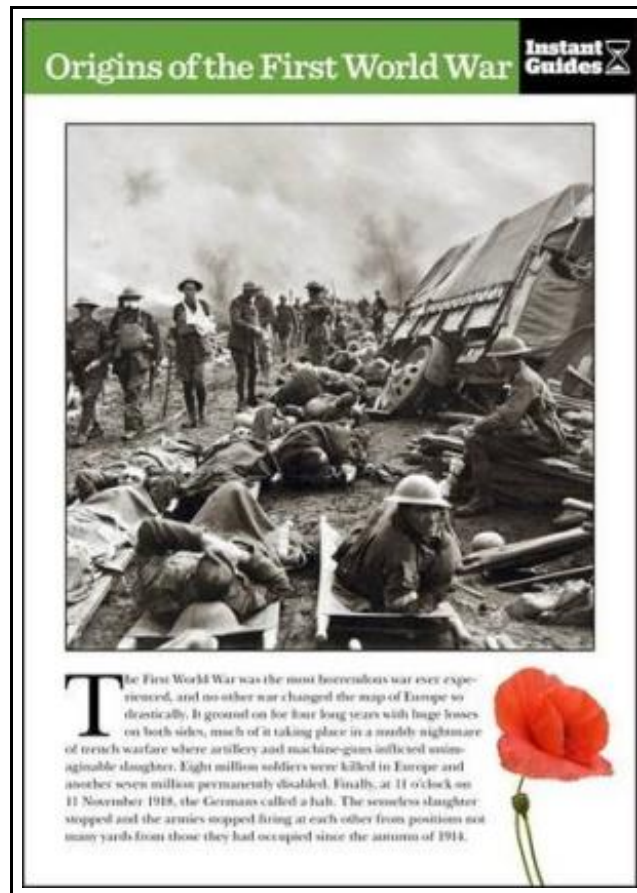 Origins of the First World War
Instant
Guides
The First World War was the most horrendous war ever expe-
rienced, and no other war changed the map of Europe so
drastically. It ground on for four long years with huge losses
on both sides, much of it taking place in a muddy nightmare
of trench warfare where artillery and machine-guns inflicted unim-
aginable slaughter. Eight million soldiers were killed in Europe and
another seven million permanently disabled. Finally, at 11 o'clock on
11 November 1918, the Germans called a halt. The senseless slaughter
stopped and the armies stopped firing at each other from positions not
many yards from those they had occupied since the autumn of 1914.